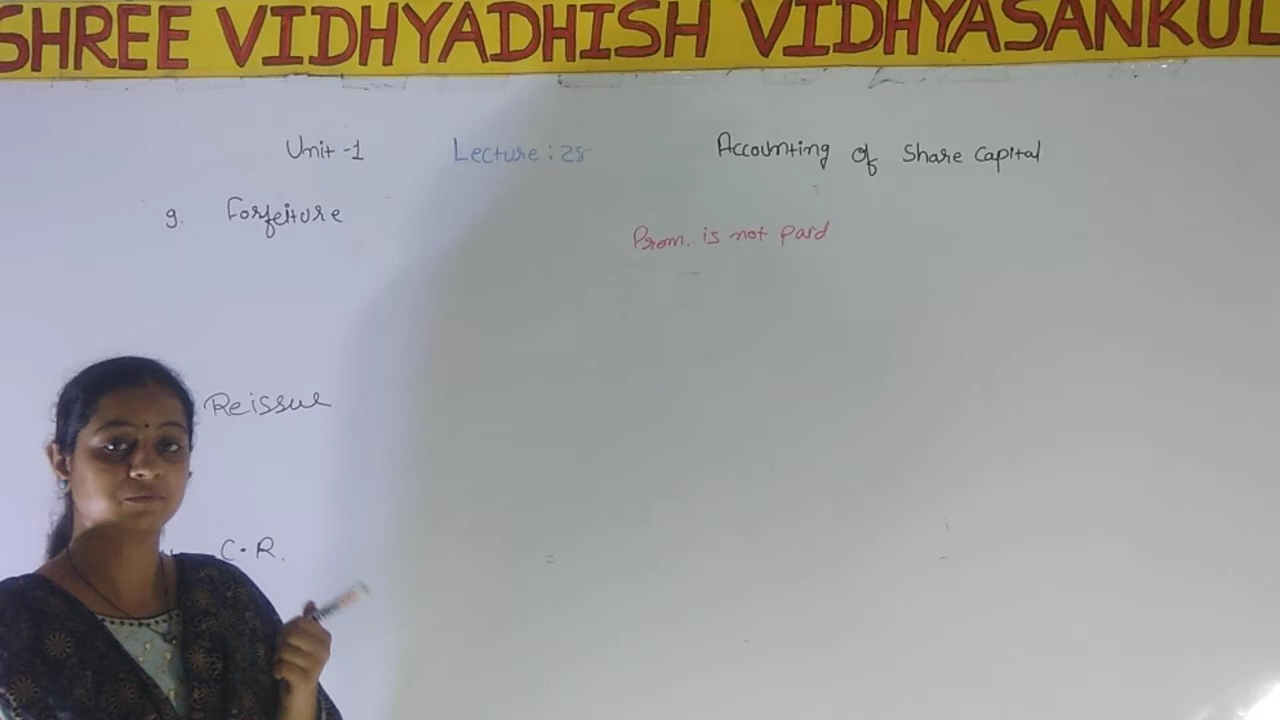 SHREE VIDHYADHISH VIDHYASANKUL
Unit -1 Lecture : 28 Accounting of Share Capital
9. Forfeiture
Prem. is not paid
Reissue
C.R.